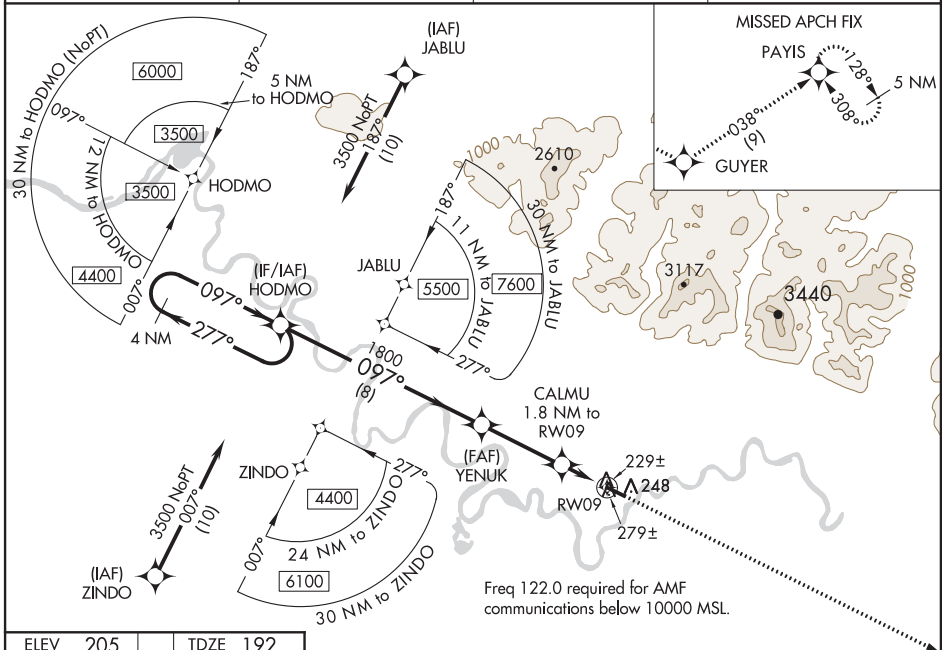 30 NM to HODMO (NoPT)
6000
187°
5 NM
to HODMO
097°
3500
12 NM to HODMO
3500
HODMO
4400
007°
(IAF)
JABLU
3500 NoPT
187°
(10)
1000
2610
MISSED APCH FIX
PAYIS
128°
308°
5 NM
038°
(9)
GUYER
187°
30 NM to JABLU
11 NM to JABLU
JABLU
5500
7600
277°
3117
3440
1000
(IF/IAF)
HODMO
097°
277°
4 NM
1800
097°
(8)
CALMU
1.8 NM to
RW09
(FAF)
YENUK
229±
248
RW09
279±
ZINDO
277°
4400
007°
24 NM to ZINDO
6100
30 NM to ZINDO
3500 NoPT
007°
(10)
(IAF)
ZINDO
Freq 122.0 required for AMF
communications below 10000 MSL.
ELEV 205
TDZE 192